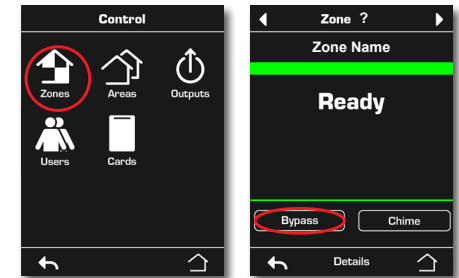 Control
Zones
Areas
Outputs
Users
Cards
Zone ?
Zone Name
Ready
Bypass
Chime
Details